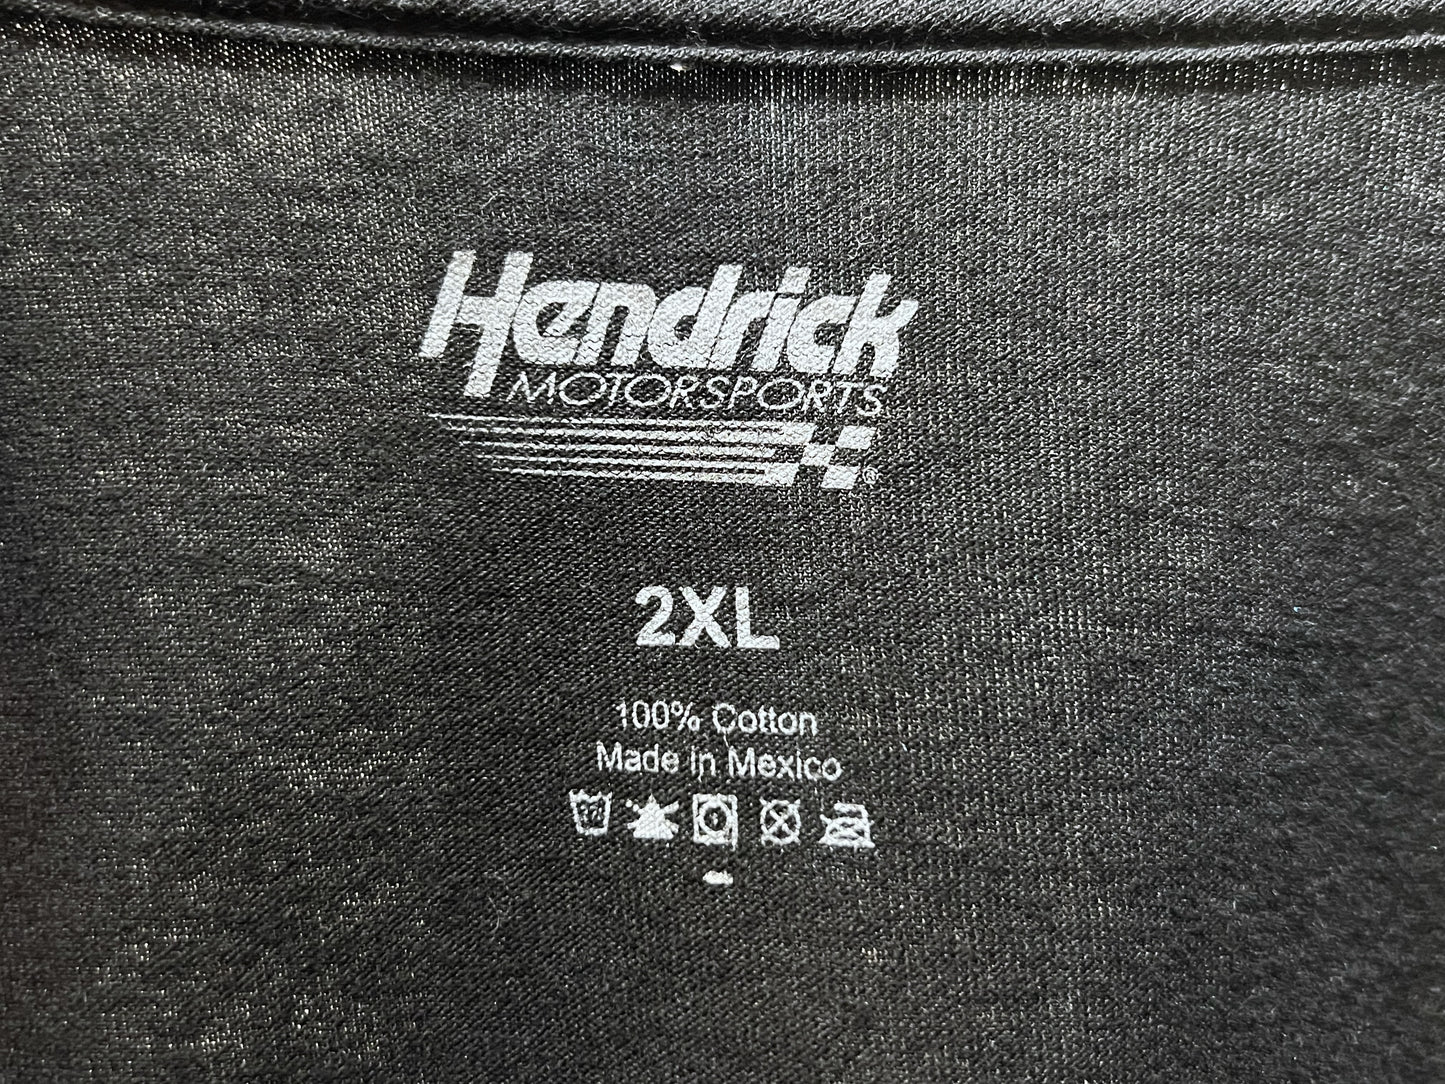 Hendrick
MOTORSPORTS
®
2XL
100% Cotton
Made in Mexico